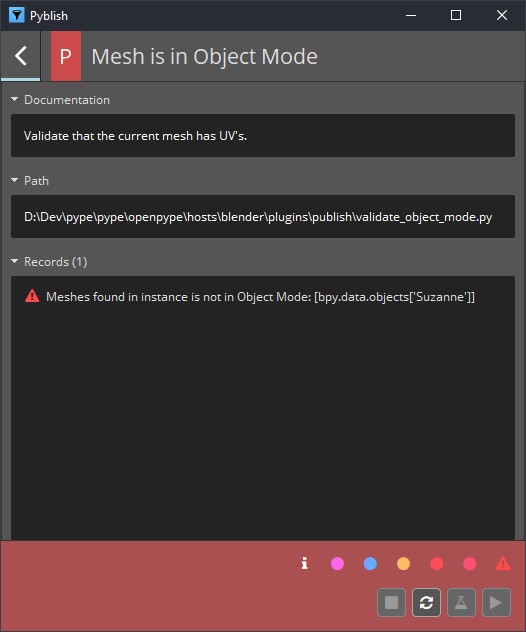 Pyblish
P Mesh is in Object Mode
Documentation
Validate that the current mesh has UV's.
Path
D:\Dev\pype\pype\openpype\hosts\blender\plugins\publish\validate_object_mode.py
Records (1)
Meshes found in instance is not in Object Mode: [bpy.data.objects['Suzanne']]